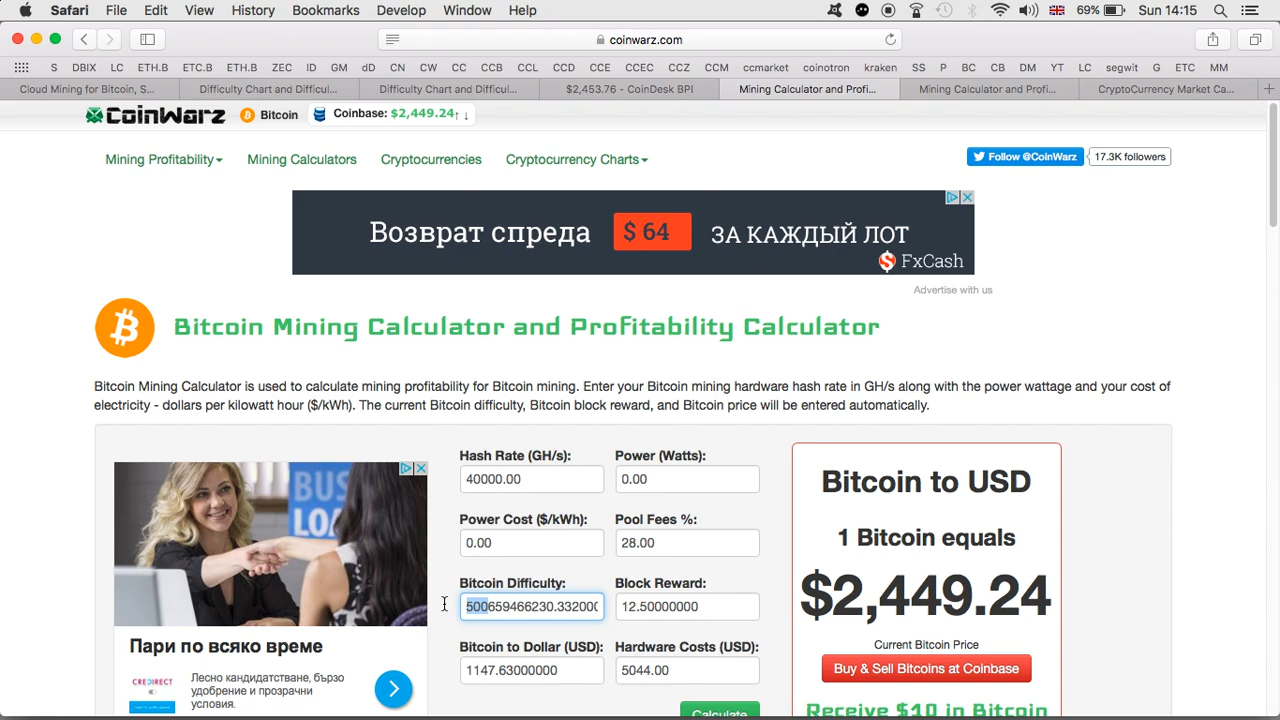 Safari File Edit View History Bookmarks Develop Window Help 69% Sun 14:15
coinwarz.com
S DBIX LC ETH.B ETC.B ETH.B ZEC ID GM dD CN CW CC CCB CCL CCD CCE CCEC CCZ CCM ccmarket coinotron kraken SS P BC CB DM YT LC segwit G ETC MM
Cloud Mining for Bitcoin, S... Difficulty Chart and Difficul... Difficulty Chart and Difficul... $2,453.76 - CoinDesk BPI Mining Calculator and Profi... Mining Calculator and Profi... CryptoCurrency Market Ca...
CoinWarz Bitcoin Coinbase: $2,449.24↑ ↓
Mining Profitability Mining Calculators Cryptocurrencies Cryptocurrency Charts
Follow @CoinWarz 17.3K followers
Возврат спреда $ 64 ЗА КАЖДЫЙ ЛОТ
FxCash
Advertise with us
Bitcoin Mining Calculator and Profitability Calculator
Bitcoin Mining Calculator is used to calculate mining profitability for Bitcoin mining. Enter your Bitcoin mining hardware hash rate in GH/s along with the power wattage and your cost of
electricity - dollars per kilowatt hour ($/kWh). The current Bitcoin difficulty, Bitcoin block reward, and Bitcoin price will be entered automatically.
BUS
LOA
Пари по всяко време
CREDIRECT
Лесно кандидатстване, бързо
удобрение и прозрачни
условия.
Hash Rate (GH/s): Power (Watts):
40000.00 0.00
Power Cost ($/kWh): Pool Fees %:
0.00 28.00
Bitcoin Difficulty: Block Reward:
500659466230.332000 12.50000000
Bitcoin to Dollar (USD): Hardware Costs (USD):
1147.63000000 5044.00
Calculate
Bitcoin to USD
1 Bitcoin equals
$2,449.24
Current Bitcoin Price
Buy & Sell Bitcoins at Coinbase
Receive $10 in Bitcoin